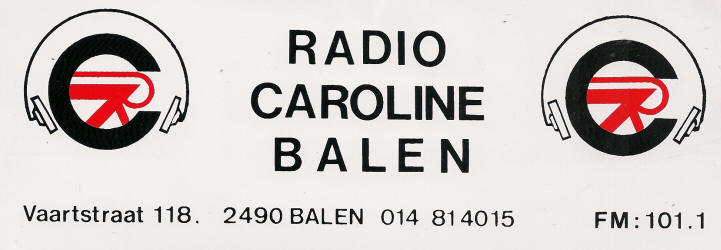 RADIO
CAROLINE
BALEN
Vaartstraat 118. 2490 BALEN 014 814015 FM: 101.1